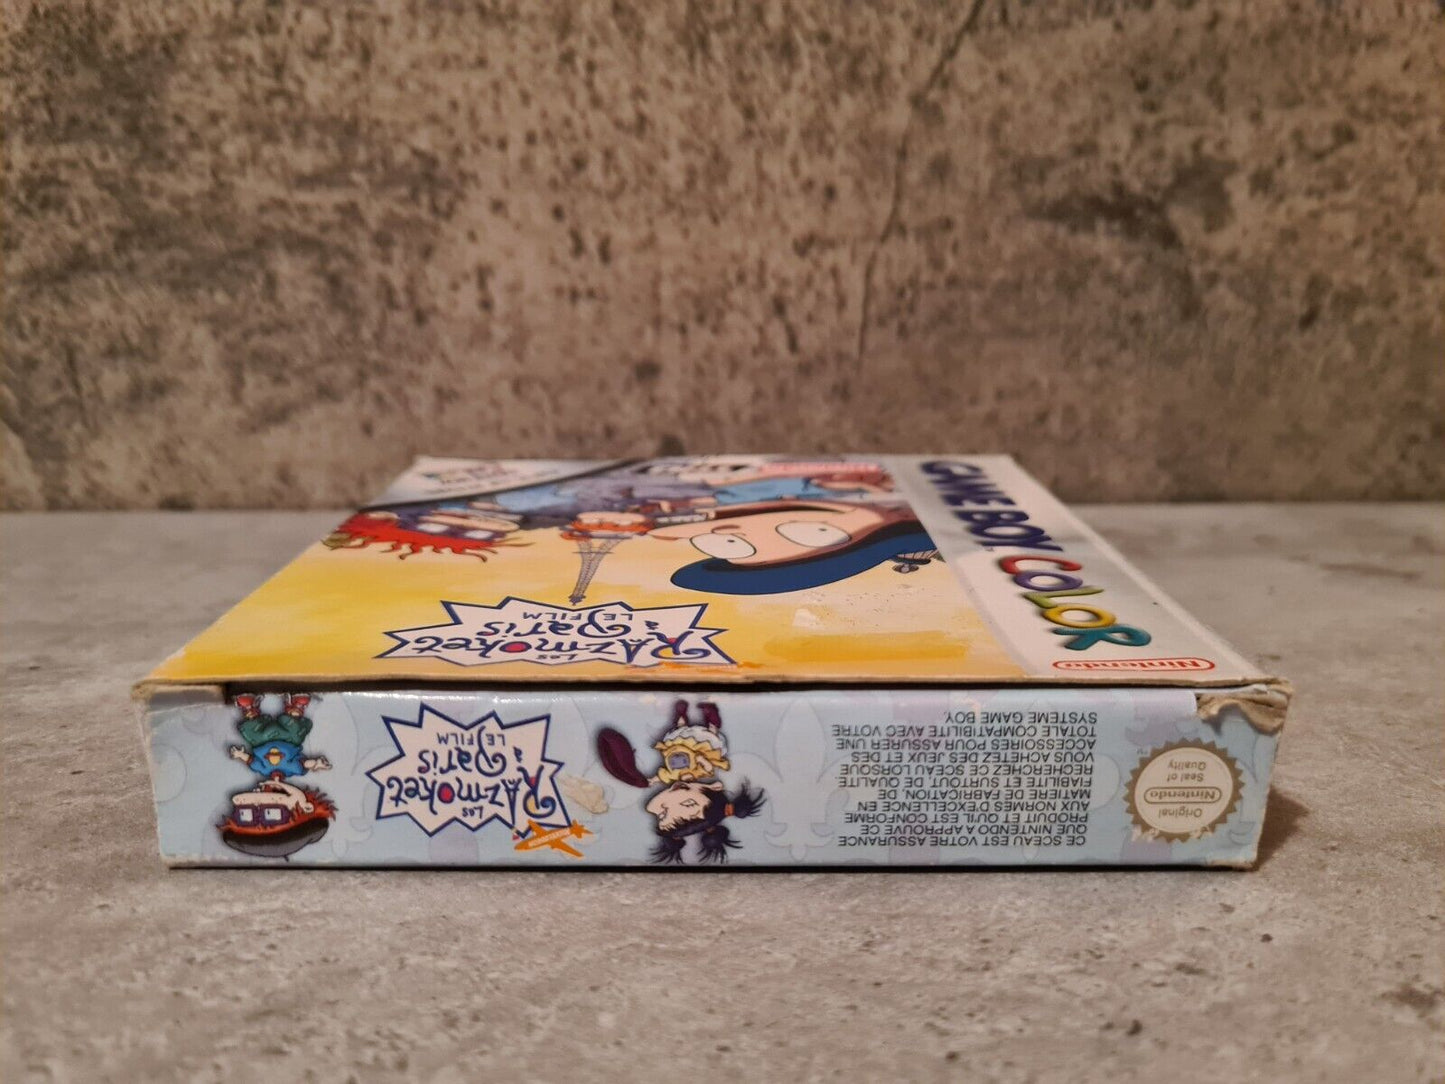 GAME BOY COLOR
Nintendo
Les
RAZMOKET
à PARIS
LE FILM
Les
RAZMOKET
à PARIS
LE FILM
NICKELODEON
CE SCEAU EST VOTRE ASSURANCE
QUE NINTENDO A APPROUVE CE
PRODUIT ET QU'IL EST CONFORME
AUX NORMES D'EXCELLENCE EN
MATIERE DE FABRICATION, DE
FIABILITE ET SURTOUT, DE QUALITE
RECHERCHEZ CE SCEAU LORSQUE
VOUS ACHETEZ DES JEUX ET DES
ACCESSOIRES POUR ASSURER UNE
TOTALE COMPATIBILITE AVEC VOTRE
SYSTEME GAME BOY.
Original
Nintendo
Seal of
Quality